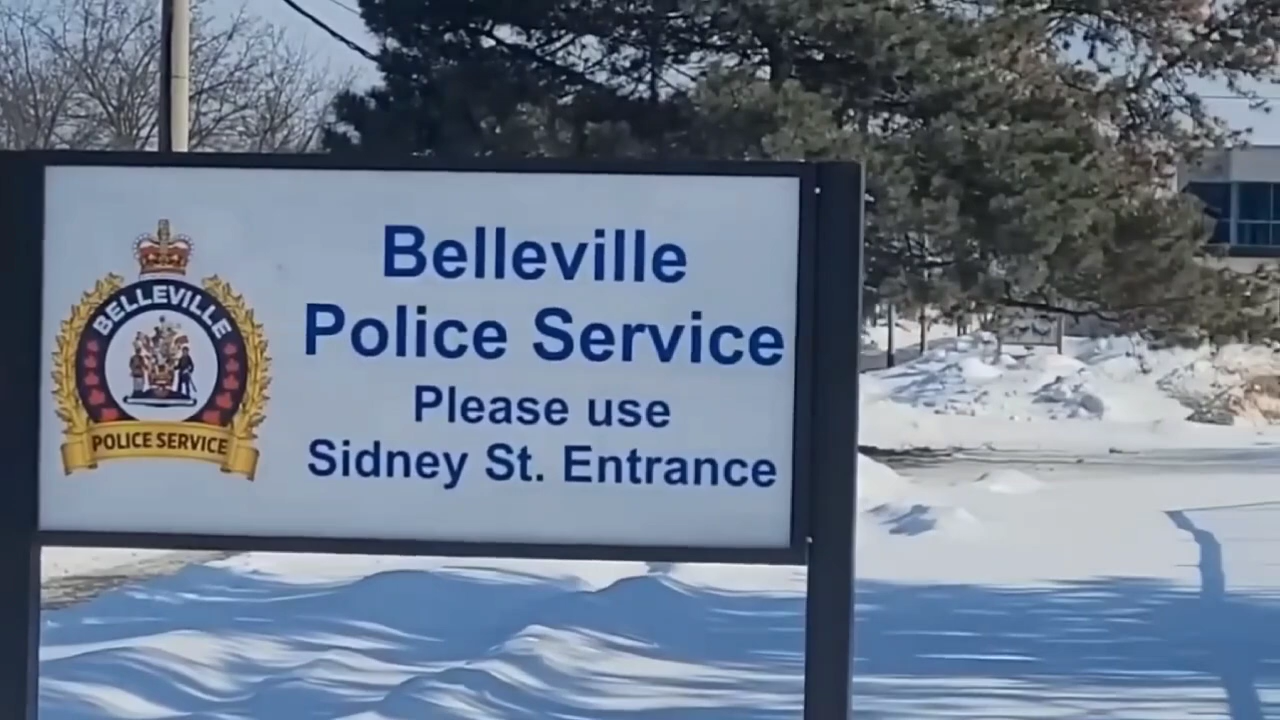 BELLEVILLE
POLICE SERVICE
Belleville
Police Service
Please use
Sidney St. Entrance